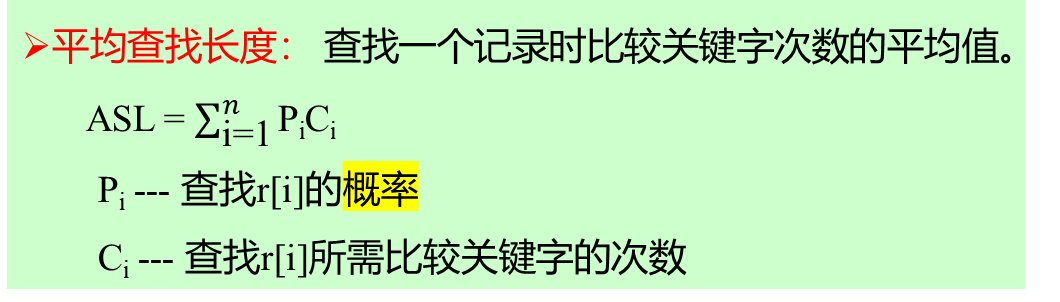 ➢平均查找长度： 查找一个记录时比较关键字次数的平均值。
ASL = ∑ⁿᵢ₌₁ PᵢCᵢ
Pᵢ --- 查找r[i]的概率
Cᵢ --- 查找r[i]所需比较关键字的次数